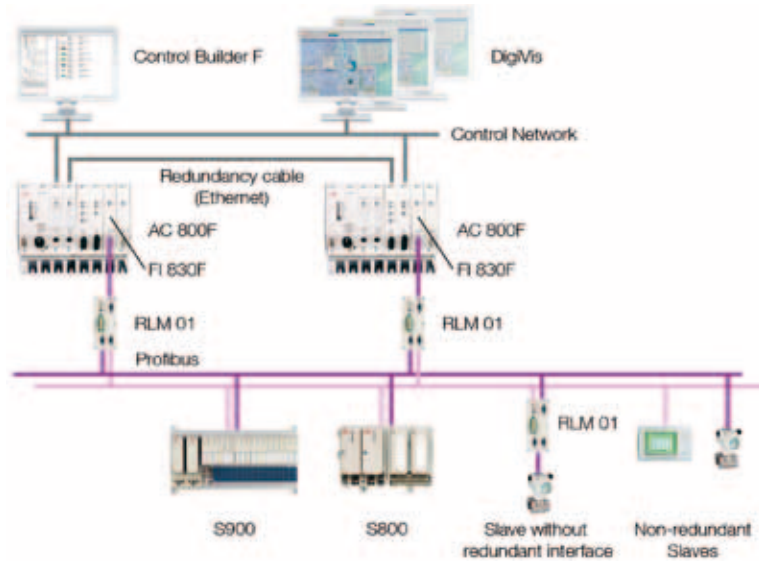 Control Builder F
DigiVis
Control Network
Redundancy cable
(Ethernet)
AC 800F
AC 800F
FI 830F
FI 830F
RLM 01
RLM 01
Profibus
RLM 01
S900
S800
Slave without
redundant interface
Non-redundant
Slaves